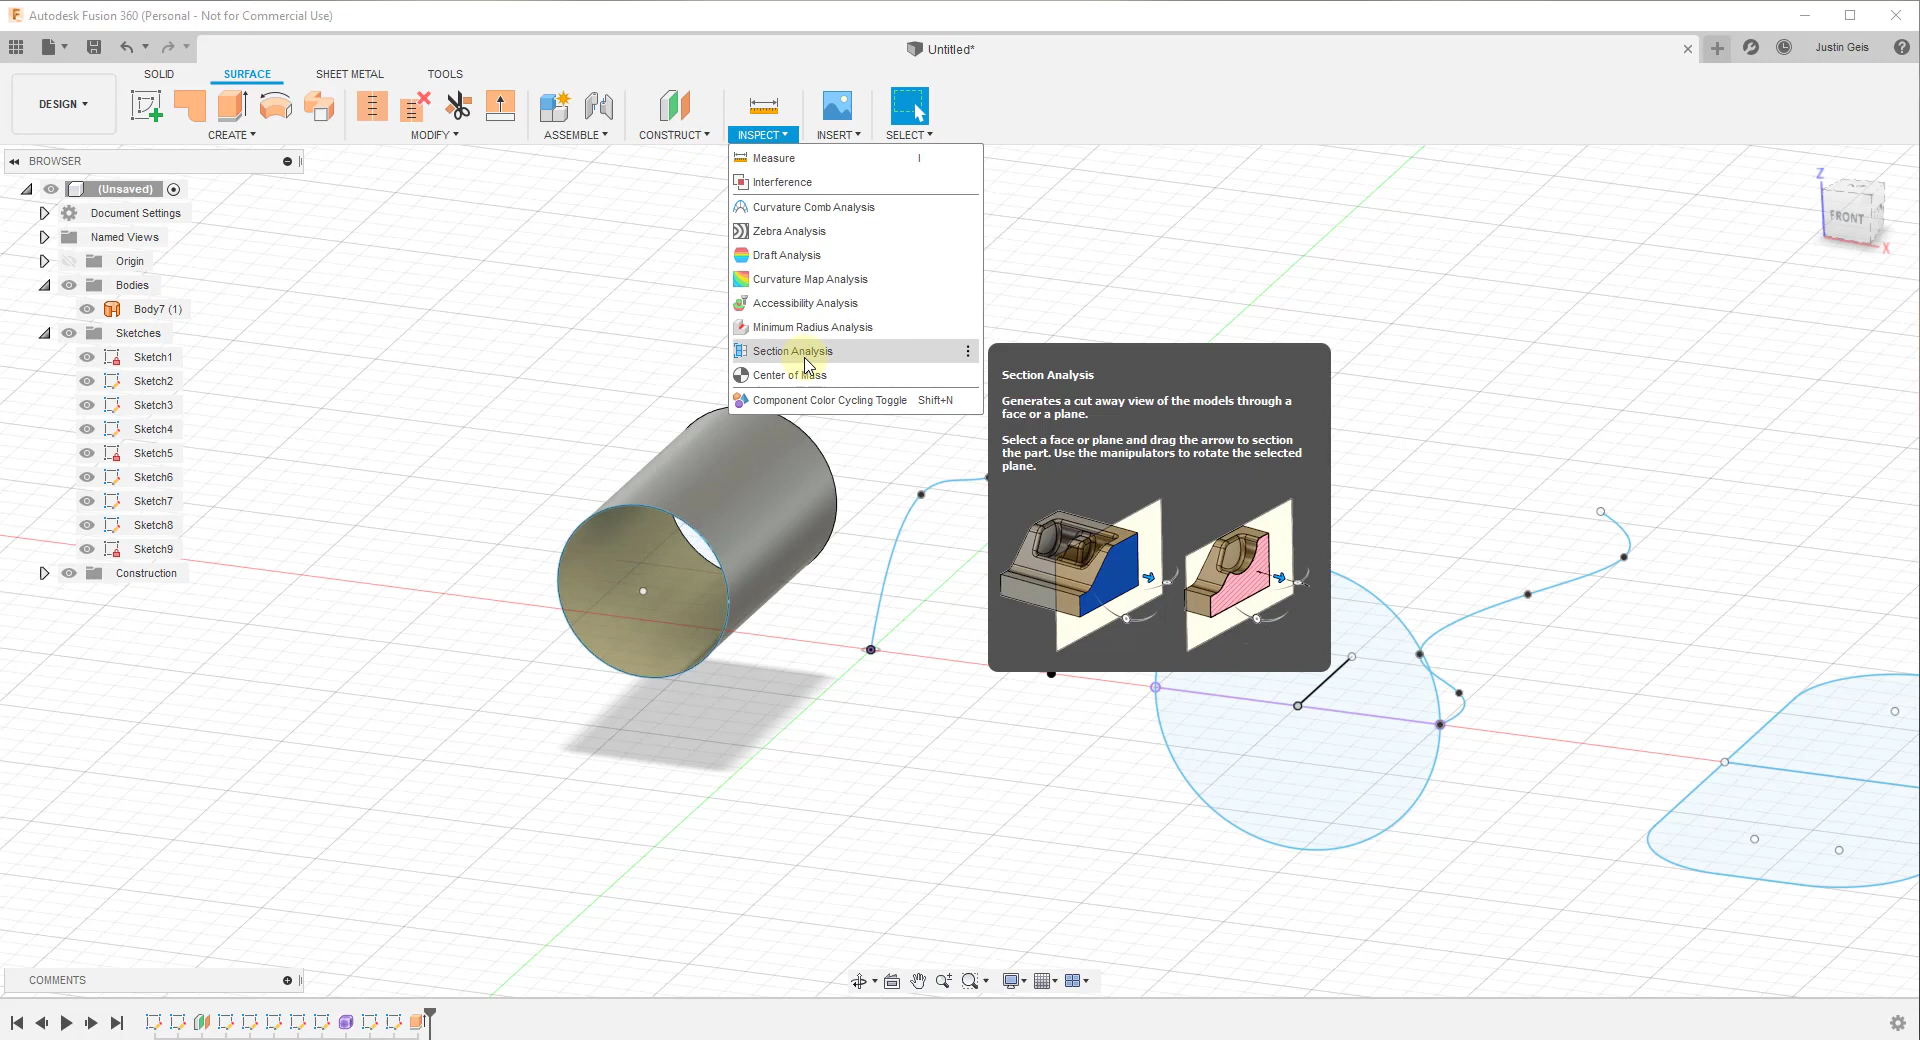 Autodesk Fusion 360 (Personal - Not for Commercial Use)
Untitled*
Justin Geis
SOLID
SURFACE
SHEET METAL
TOOLS
DESIGN
CREATE
MODIFY
ASSEMBLE
CONSTRUCT
INSPECT
INSERT
SELECT
BROWSER
(Unsaved)
Document Settings
Named Views
Origin
Bodies
Body7 (1)
Sketches
Sketch1
Sketch2
Sketch3
Sketch4
Sketch5
Sketch6
Sketch7
Sketch8
Sketch9
Construction
Measure I
Interference
Curvature Comb Analysis
Zebra Analysis
Draft Analysis
Curvature Map Analysis
Accessibility Analysis
Minimum Radius Analysis
Section Analysis
Center of Mass
Component Color Cycling Toggle Shift+N
Section Analysis
Generates a cut away view of the models through a
face or a plane.
Select a face or plane and drag the arrow to section
the part. Use the manipulators to rotate the selected
plane.
Z
FRONT
X
COMMENTS